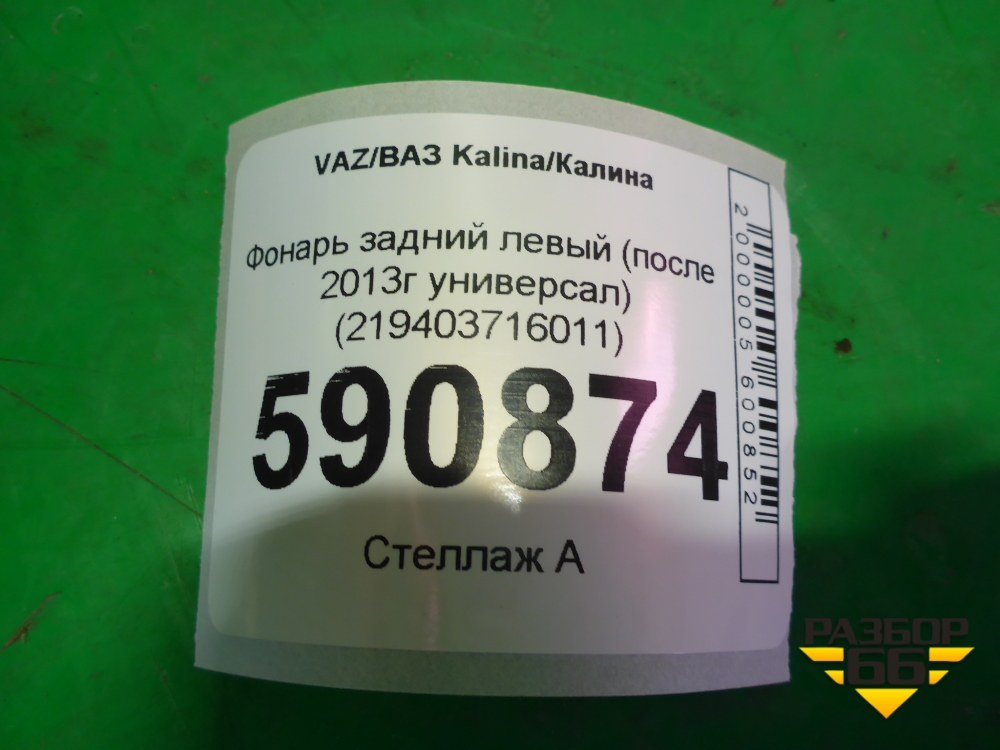 VAZ/ВАЗ Kalina/Калина
Фонарь задний левый (после
2013г универсал)
(219403716011)
590874
Стеллаж А
2000005600852
РАЗБОР
66